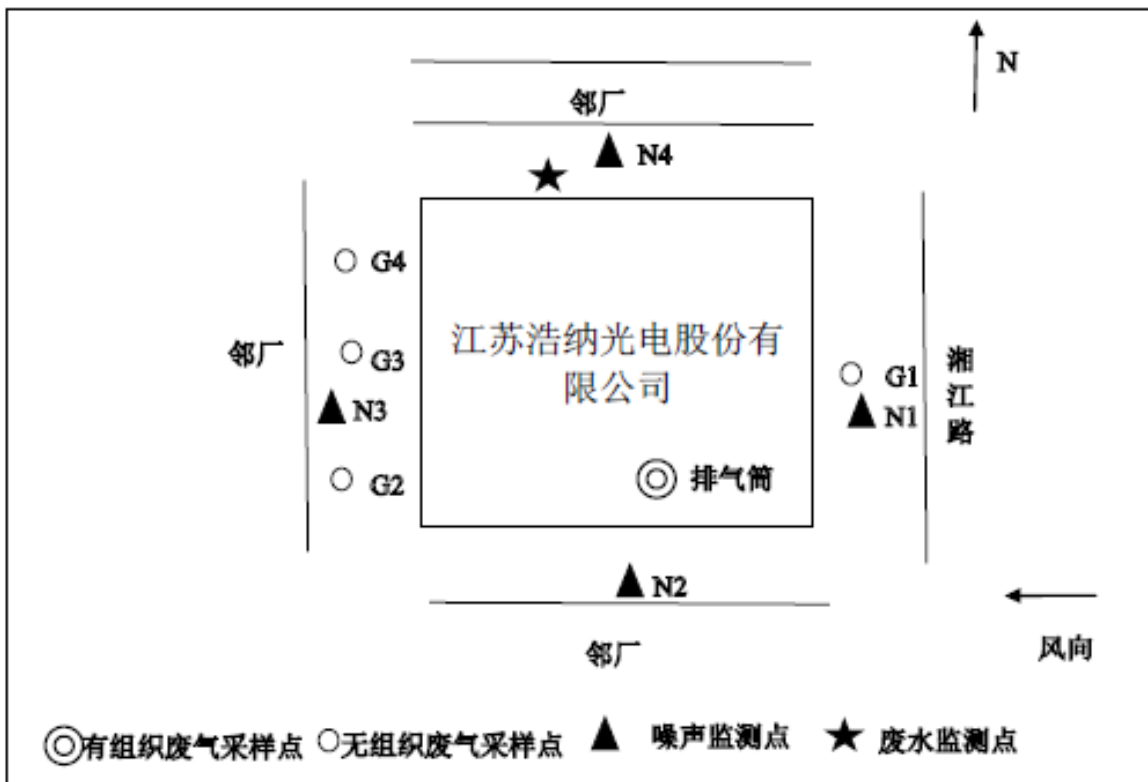 N
邻厂
N4
G4
江苏浩纳光电股份有
限公司
邻厂
G3
G1
湘江路
N3
N1
G2
排气筒
N2
邻厂
风向
有组织废气采样点
无组织废气采样点
噪声监测点
废水监测点